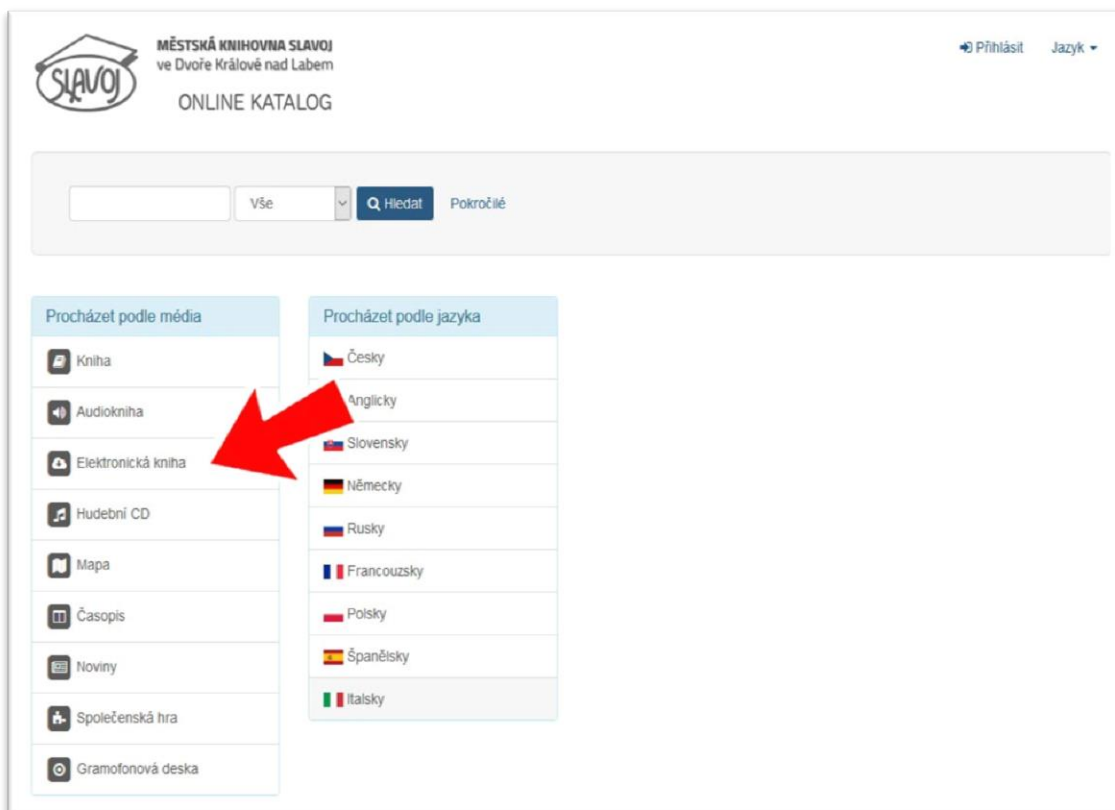 SLAVOJ
MĚSTSKÁ KNIHOVNA SLAVOJ
ve Dvoře Králové nad Labem
ONLINE KATALOG
Přihlásit
Jazyk
Vše
Hledat
Pokročilé
Procházet podle média
Kniha
Audiokniha
Elektronická kniha
Hudební CD
Mapa
Časopis
Noviny
Společenská hra
Gramofonová deska
Procházet podle jazyka
Česky
Anglicky
Slovensky
Německy
Rusky
Francouzsky
Polsky
Španělsky
Italsky